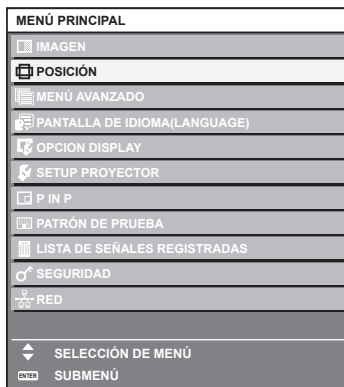 MENÚ PRINCIPAL
IMAGEN
POSICIÓN
MENÚ AVANZADO
PANTALLA DE IDIOMA(LANGUAGE)
OPCION DISPLAY
SETUP PROYECTOR
P IN P
PATRÓN DE PRUEBA
LISTA DE SEÑALES REGISTRADAS
SEGURIDAD
RED
SELECCIÓN DE MENÚ
ENTER SUBMENÚ